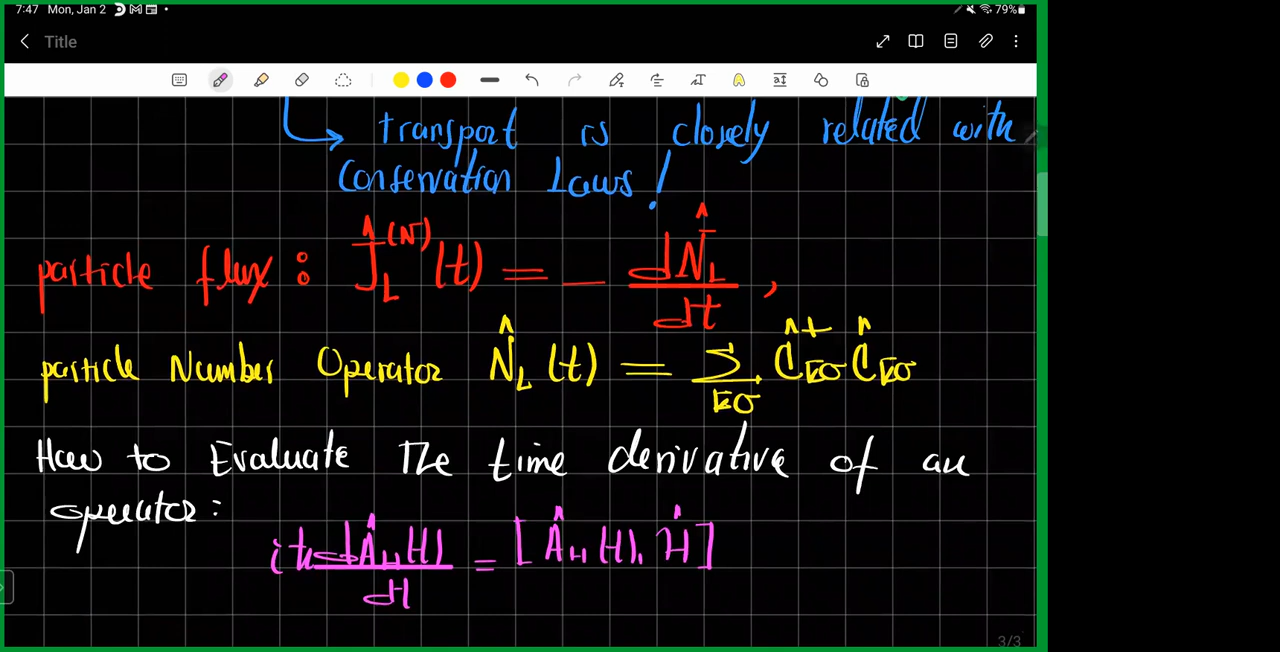 7:47 Mon, Jan 2 79%
Title
transport is closely related with
Conservation Laws!
particle flux : Ĵ_L^(N) (t) = - dN̂_L/dt ,
particle Number Operator N̂_L (t) = Σ_kσ Ĉ⁺_kσ Ĉ_kσ
How to Evaluate The time derivative of an
operator:
iħ dÂ_H(t)/dt = [Â_H(t), Ĥ]
3/3